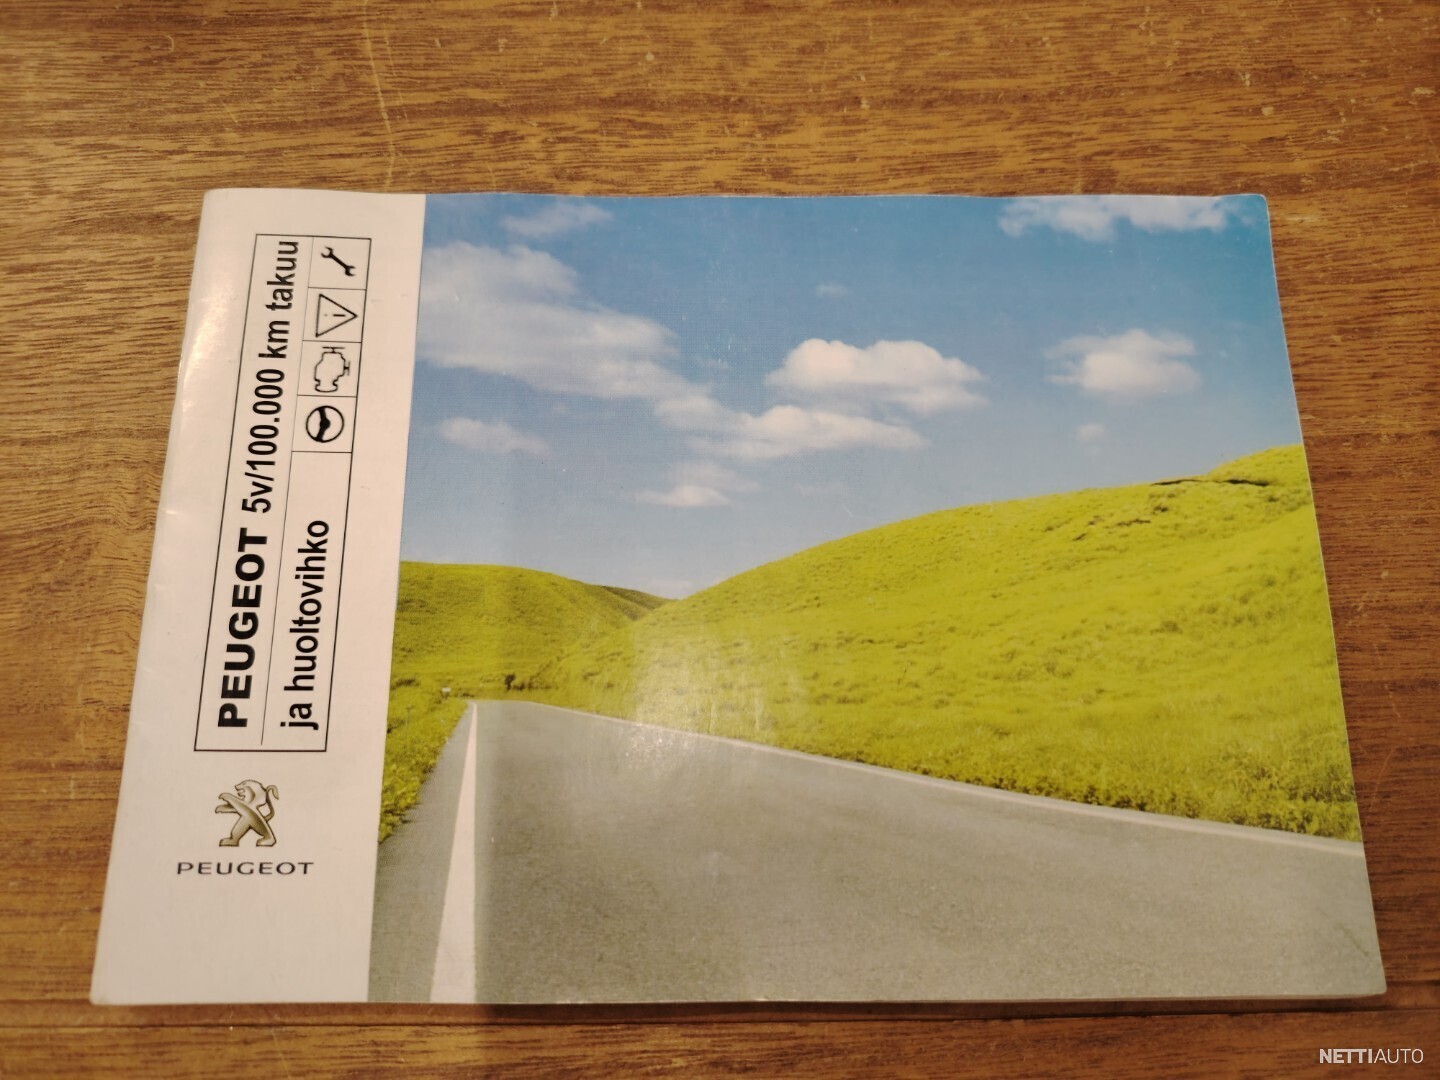 PEUGEOT 5v/100.000 km takuu
ja huoltovihko
PEUGEOT
NETTIAUTO